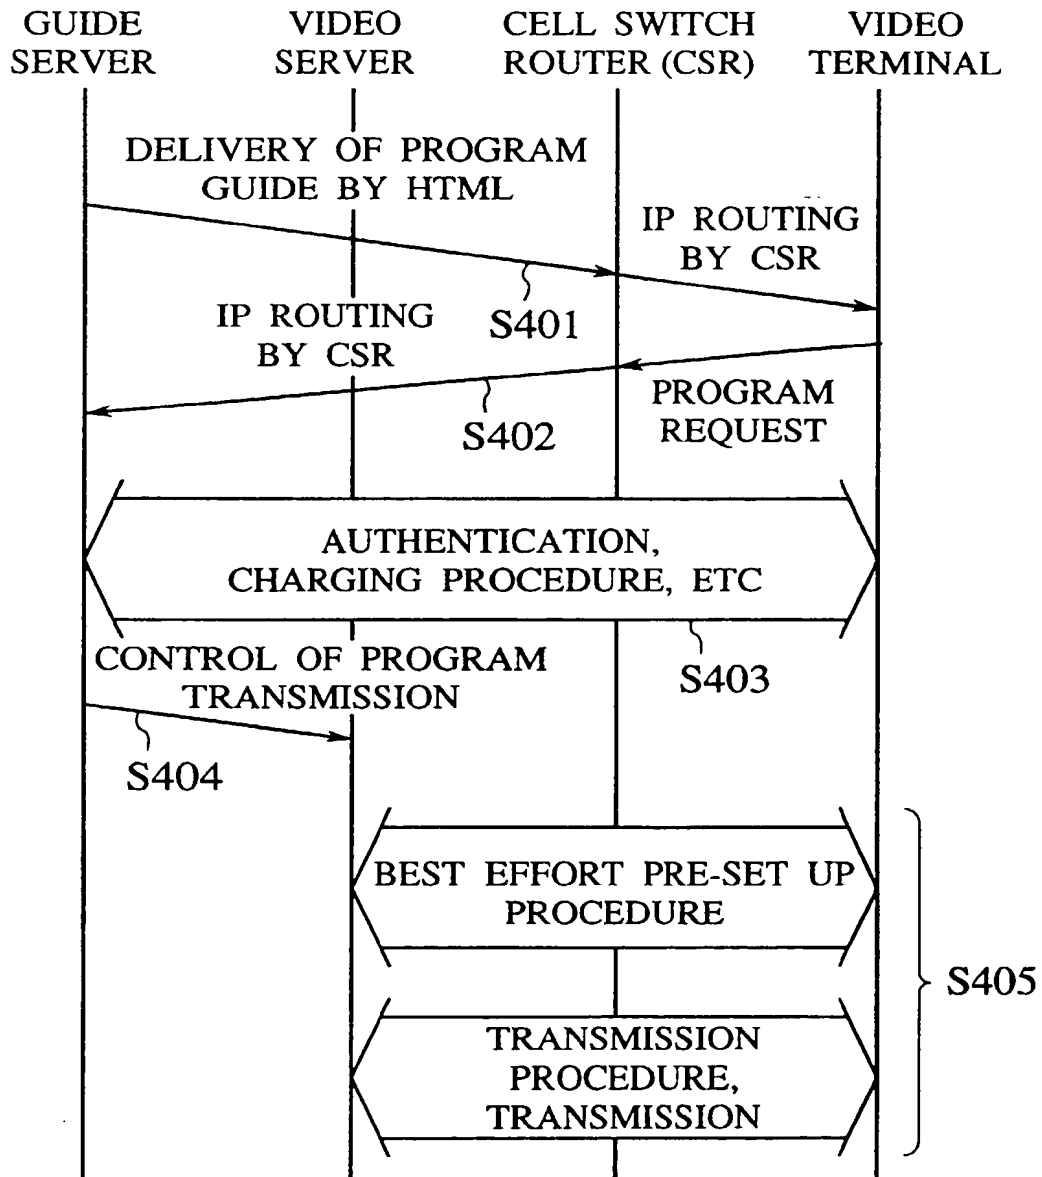 GUIDE
SERVER
VIDEO
SERVER
CELL SWITCH
ROUTER (CSR)
VIDEO
TERMINAL
DELIVERY OF PROGRAM
GUIDE BY HTML
IP ROUTING
BY CSR
S401
IP ROUTING
BY CSR
PROGRAM
REQUEST
S402
AUTHENTICATION,
CHARGING PROCEDURE, ETC
S403
CONTROL OF PROGRAM
TRANSMISSION
S404
BEST EFFORT PRE-SET UP
PROCEDURE
S405
TRANSMISSION
PROCEDURE,
TRANSMISSION